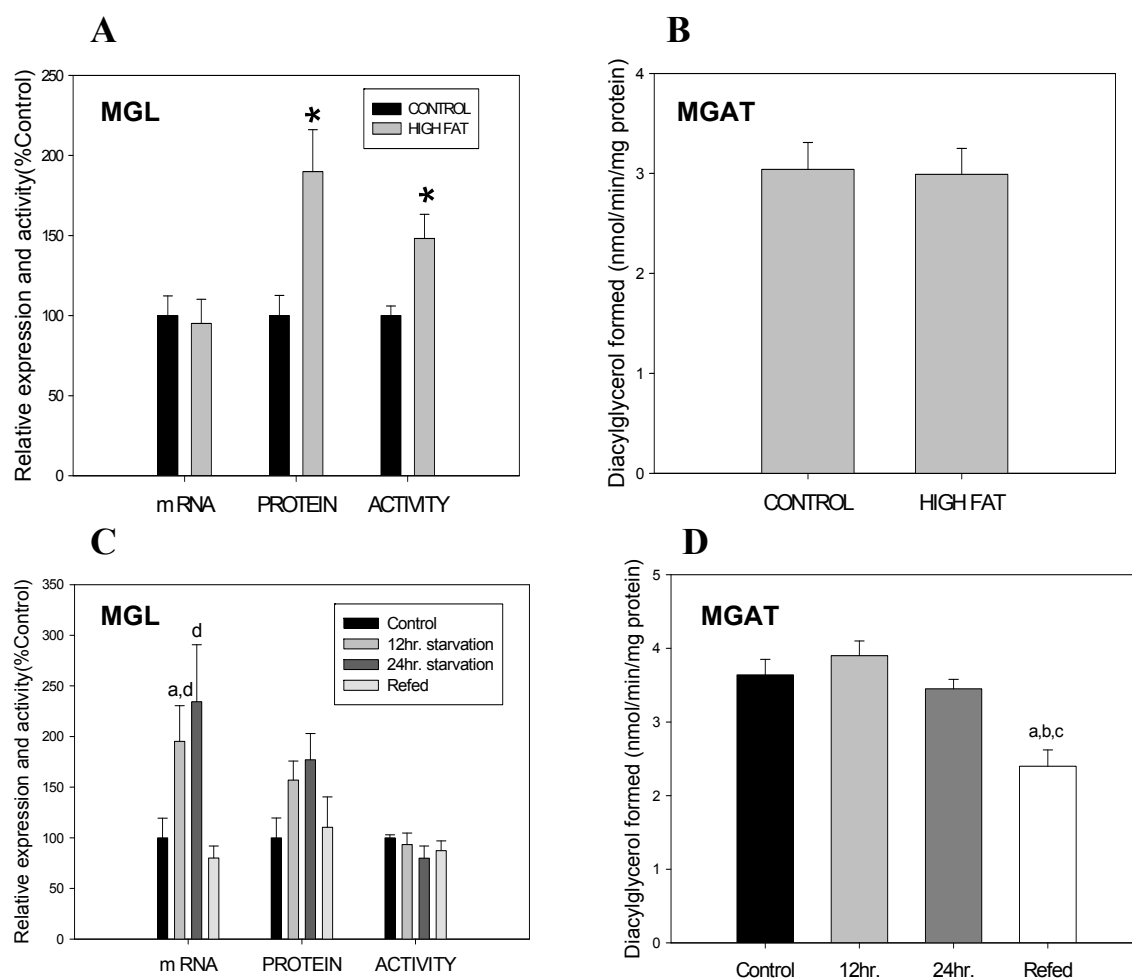 A
Relative expression and activity(%Control)
250
200
150
100
50
0
MGL
CONTROL
HIGH FAT
*
*
mRNA PROTEIN ACTIVITY
B
Diacylglycerol formed (nmol/min/mg protein)
4
3
2
1
0
MGAT
CONTROL HIGH FAT
C
Relative expression and activity(%Control)
350
300
250
200
150
100
50
0
MGL
Control
12hr. starvation
24hr. starvation
Refed
d
a,d
mRNA PROTEIN ACTIVITY
D
Diacylglycerol formed (nmol/min/mg protein)
5
4
3
2
1
0
MGAT
a,b,c
Control 12hr. 24hr. Refed